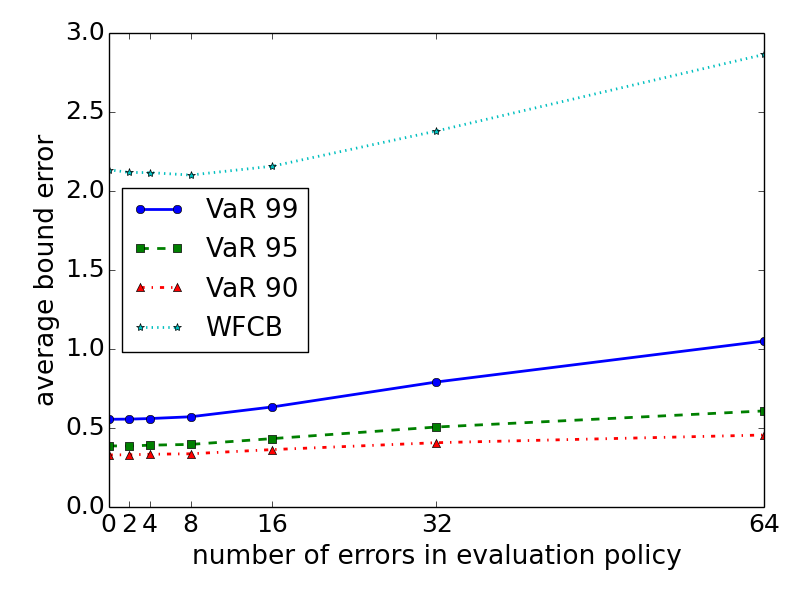 3.0
2.5
2.0
1.5
1.0
0.5
0.0
average bound error
VaR 99
VaR 95
VaR 90
WFCB
0 2 4 8 16 32 64
number of errors in evaluation policy